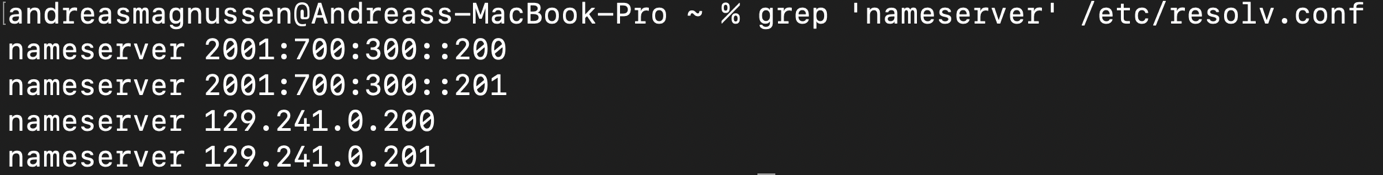 [andreasmagnussen@Andreass-MacBook-Pro ~ % grep 'nameserver' /etc/resolv.conf
nameserver 2001:700:300::200
nameserver 2001:700:300::201
nameserver 129.241.0.200
nameserver 129.241.0.201